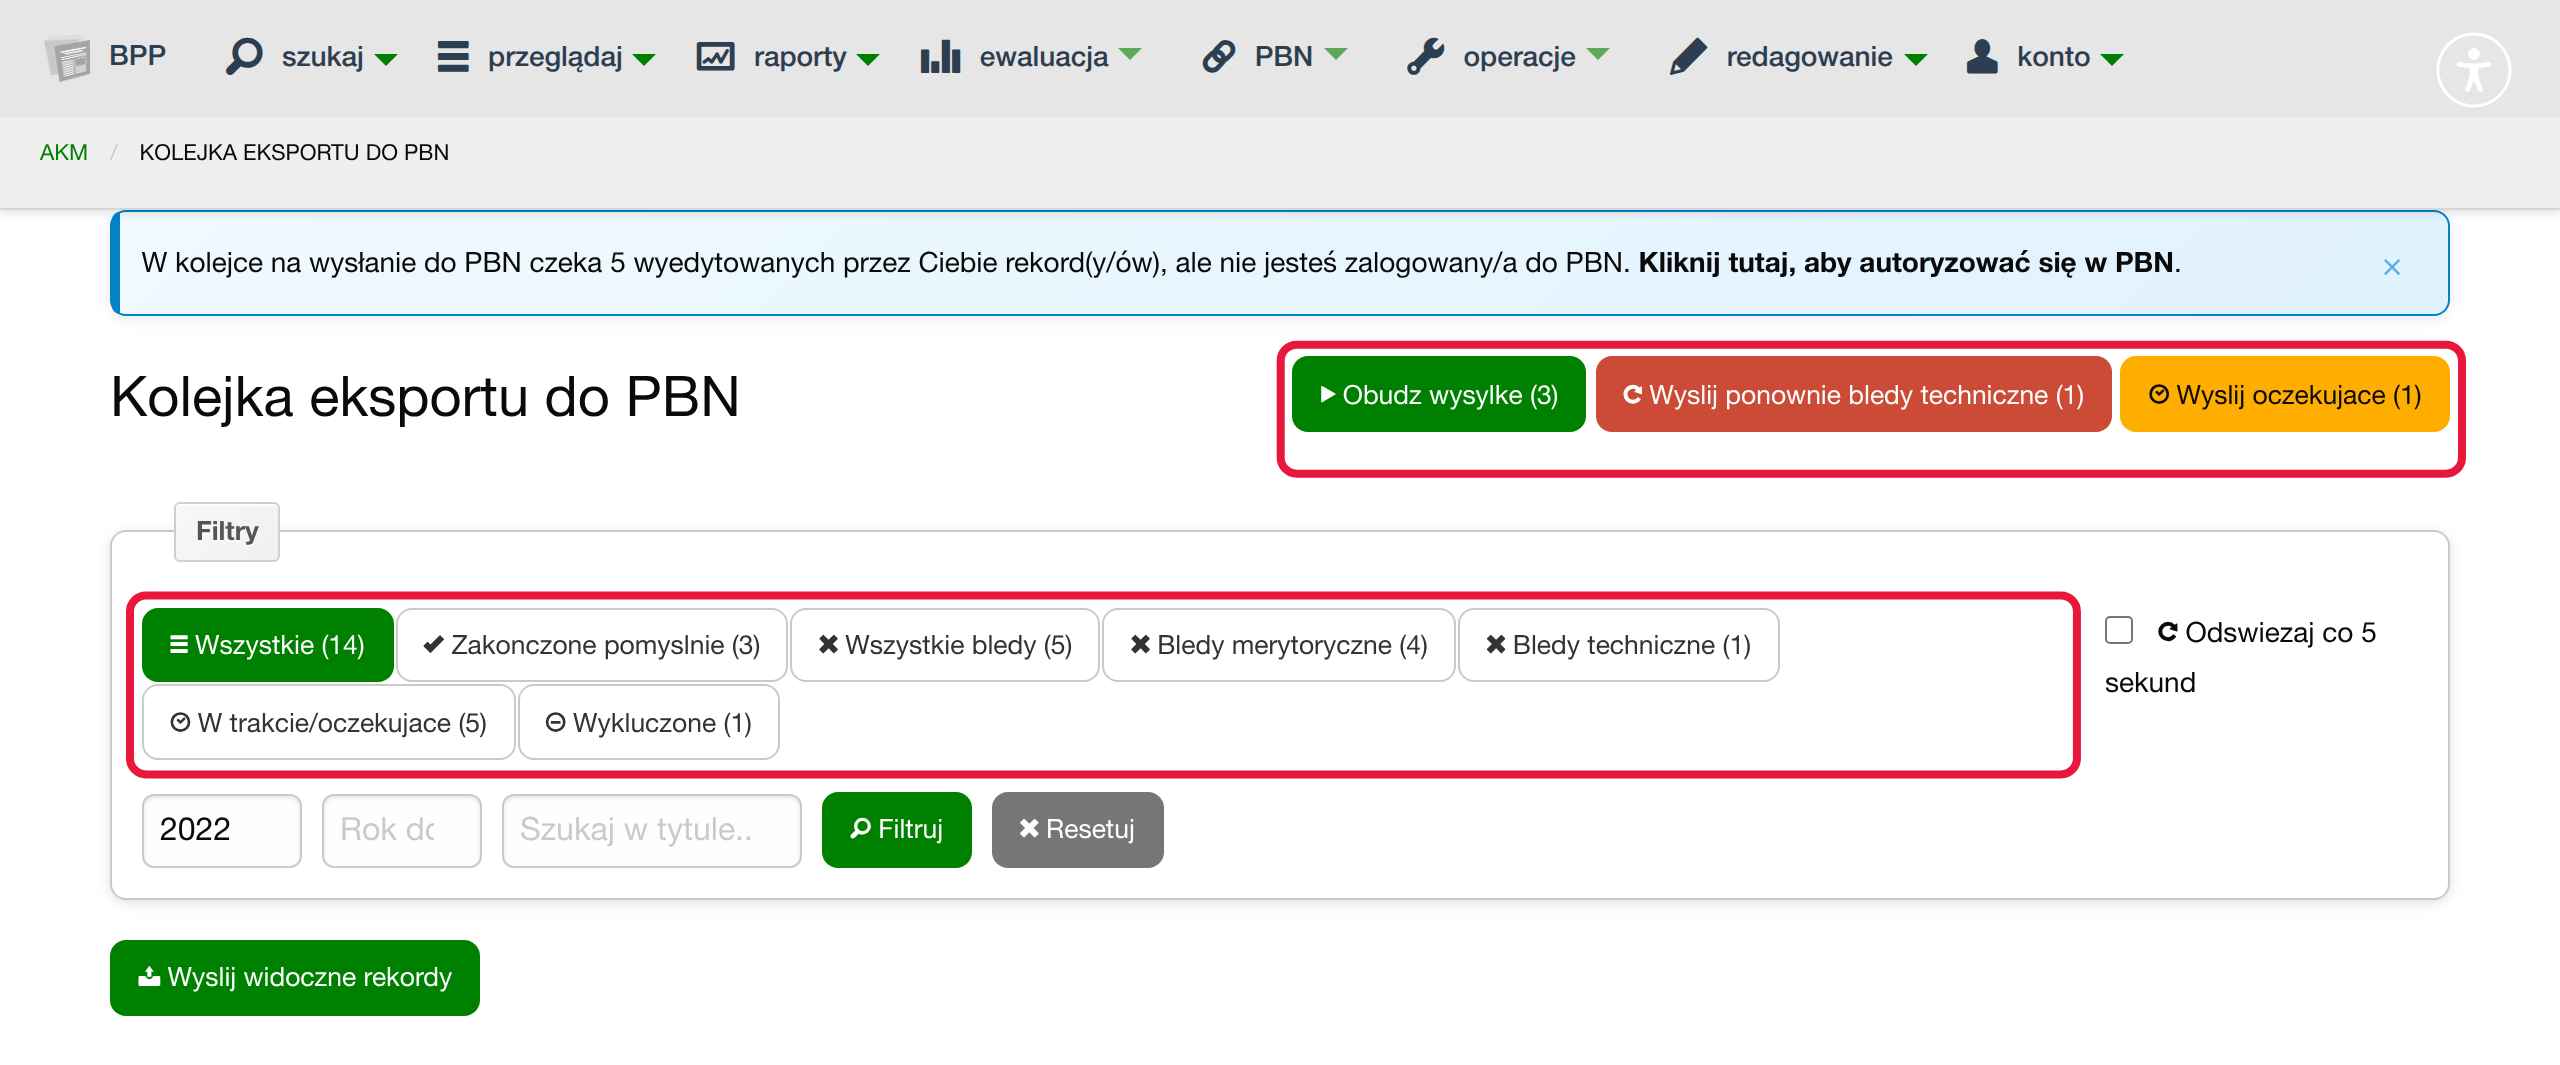 BPP szukaj przeglądaj raporty ewaluacja PBN operacje redagowanie konto
AKM / KOLEJKA EKSPORTU DO PBN
W kolejce na wysłanie do PBN czeka 5 wyedytowanych przez Ciebie rekord(y/ów), ale nie jesteś zalogowany/a do PBN. Kliknij tutaj, aby autoryzować się w PBN.
Kolejka eksportu do PBN
Obudz wysylke (3) Wyslij ponownie bledy techniczne (1) Wyslij oczekujace (1)
Filtry
Wszystkie (14) Zakonczone pomyslnie (3) Wszystkie bledy (5) Bledy merytoryczne (4) Bledy techniczne (1)
W trakcie/oczekujace (5) Wykluczone (1)
Odswiezaj co 5
sekund
2022 Rok do Szukaj w tytule.. Filtruj Resetuj
Wyslij widoczne rekordy